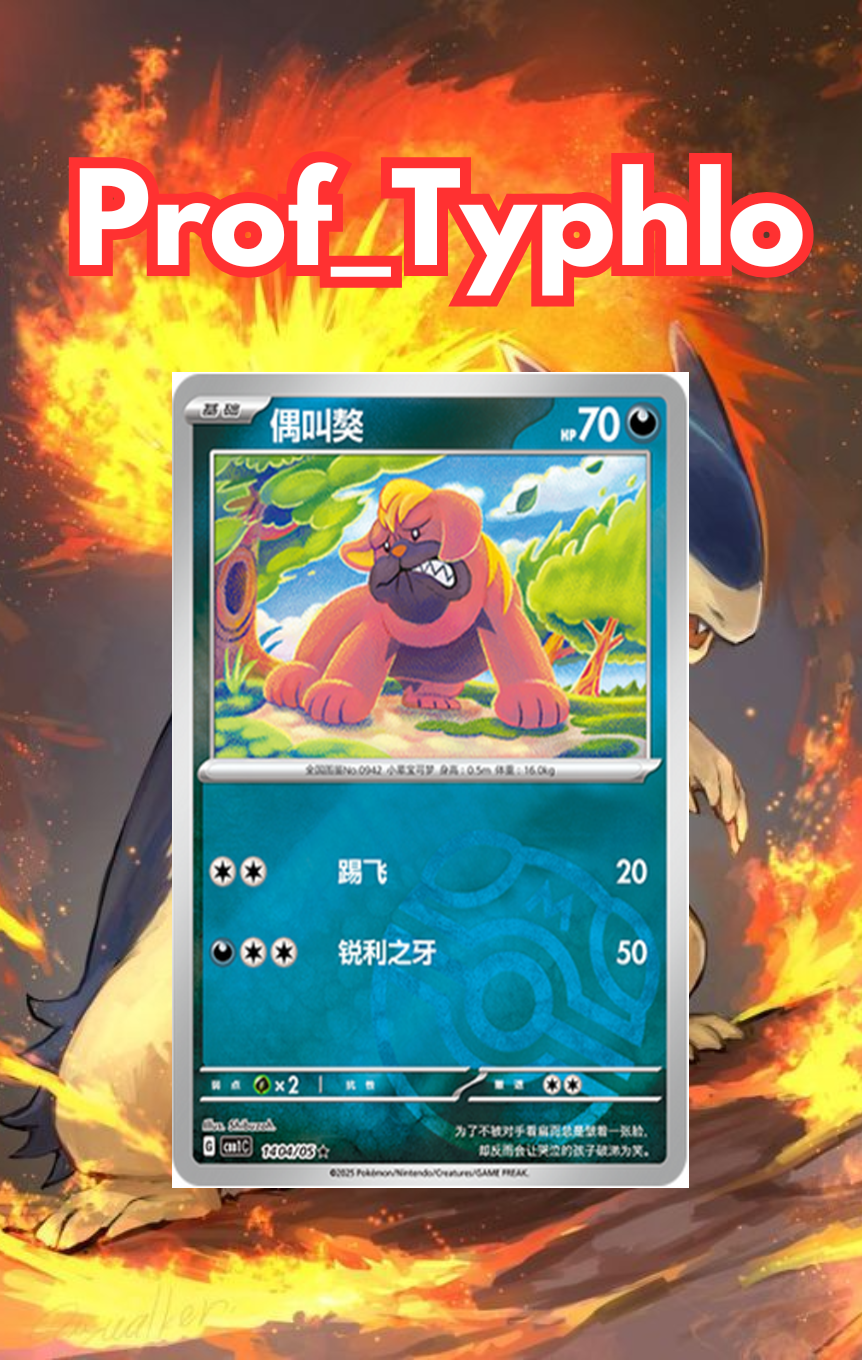 Prof_Typhlo
基础
偶叫獒
HP70
全国图鉴No.0942 小革宝可梦 身高：0.5m 体重：16.0kg
踢飞 20
锐利之牙 50
弱点 ×2 抗性 撤退
Illus. Shibuzoh.
为了不被对手看扁而总是皱着一张脸，
却反而会让哭泣的孩子破涕为笑。
G CBB1C 1404/05
©2025 Pokémon/Nintendo/Creatures/GAME FREAK.